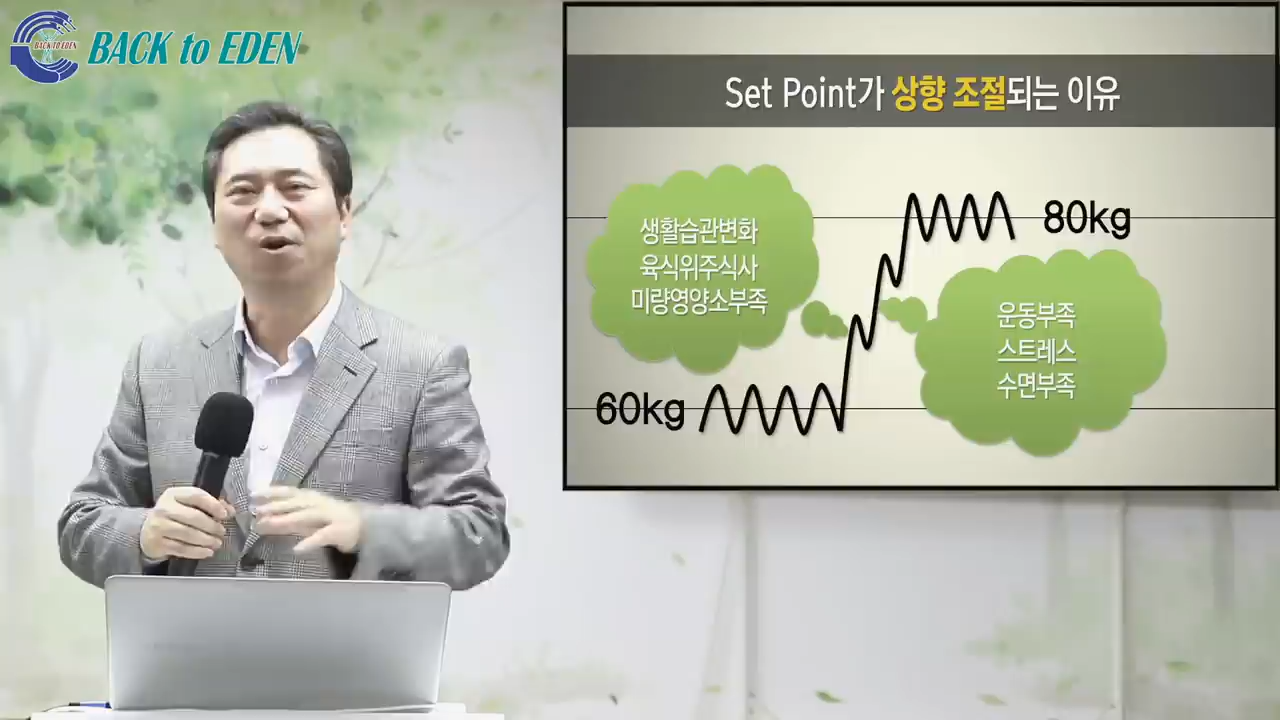 BACK TO EDEN
BACK to EDEN
Set Point가 상향 조절되는 이유
생활습관변화
육식위주식사
미량영양소부족
80kg
운동부족
스트레스
수면부족
60kg